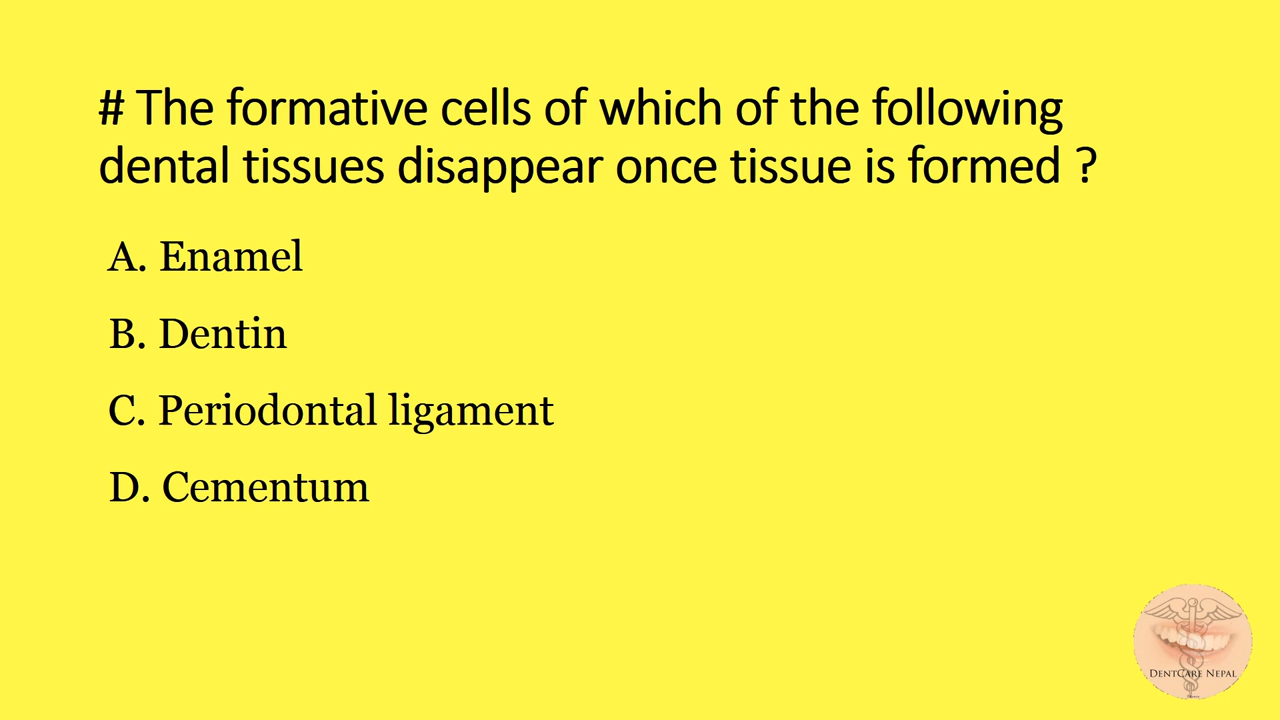 # The formative cells of which of the following
dental tissues disappear once tissue is formed ?
A. Enamel
B. Dentin
C. Periodontal ligament
D. Cementum
DentCare Nepal